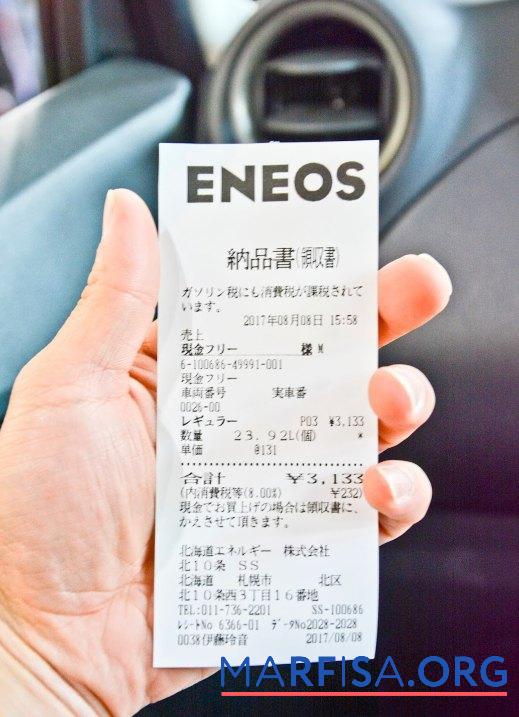 ENEOS
納品書(領収書)
ガソリン税にも消費税が課税されて
います。
2017年08月08日 15:58
売上
現金フリー 様 M
6-100686-49991-001
現金フリー
車両番号 実車番
0026-00
レギュラー P03 ¥3,133
数量 23.92L(個) *
単価 @131
合計 ¥3,133
(内消費税等(8.00%) ¥232)
現金でお買上げの場合は領収書に、
かえさせて頂きます。
北海道エネルギー 株式会社
北10条 SS
北海道 札幌市 北区
北10条西3丁目16番地
TEL:011-736-2201 SS-100686
レシートNo 6366-01 データNo2028-2028
0038伊藤玲音 2017/08/08
MARFISA.ORG